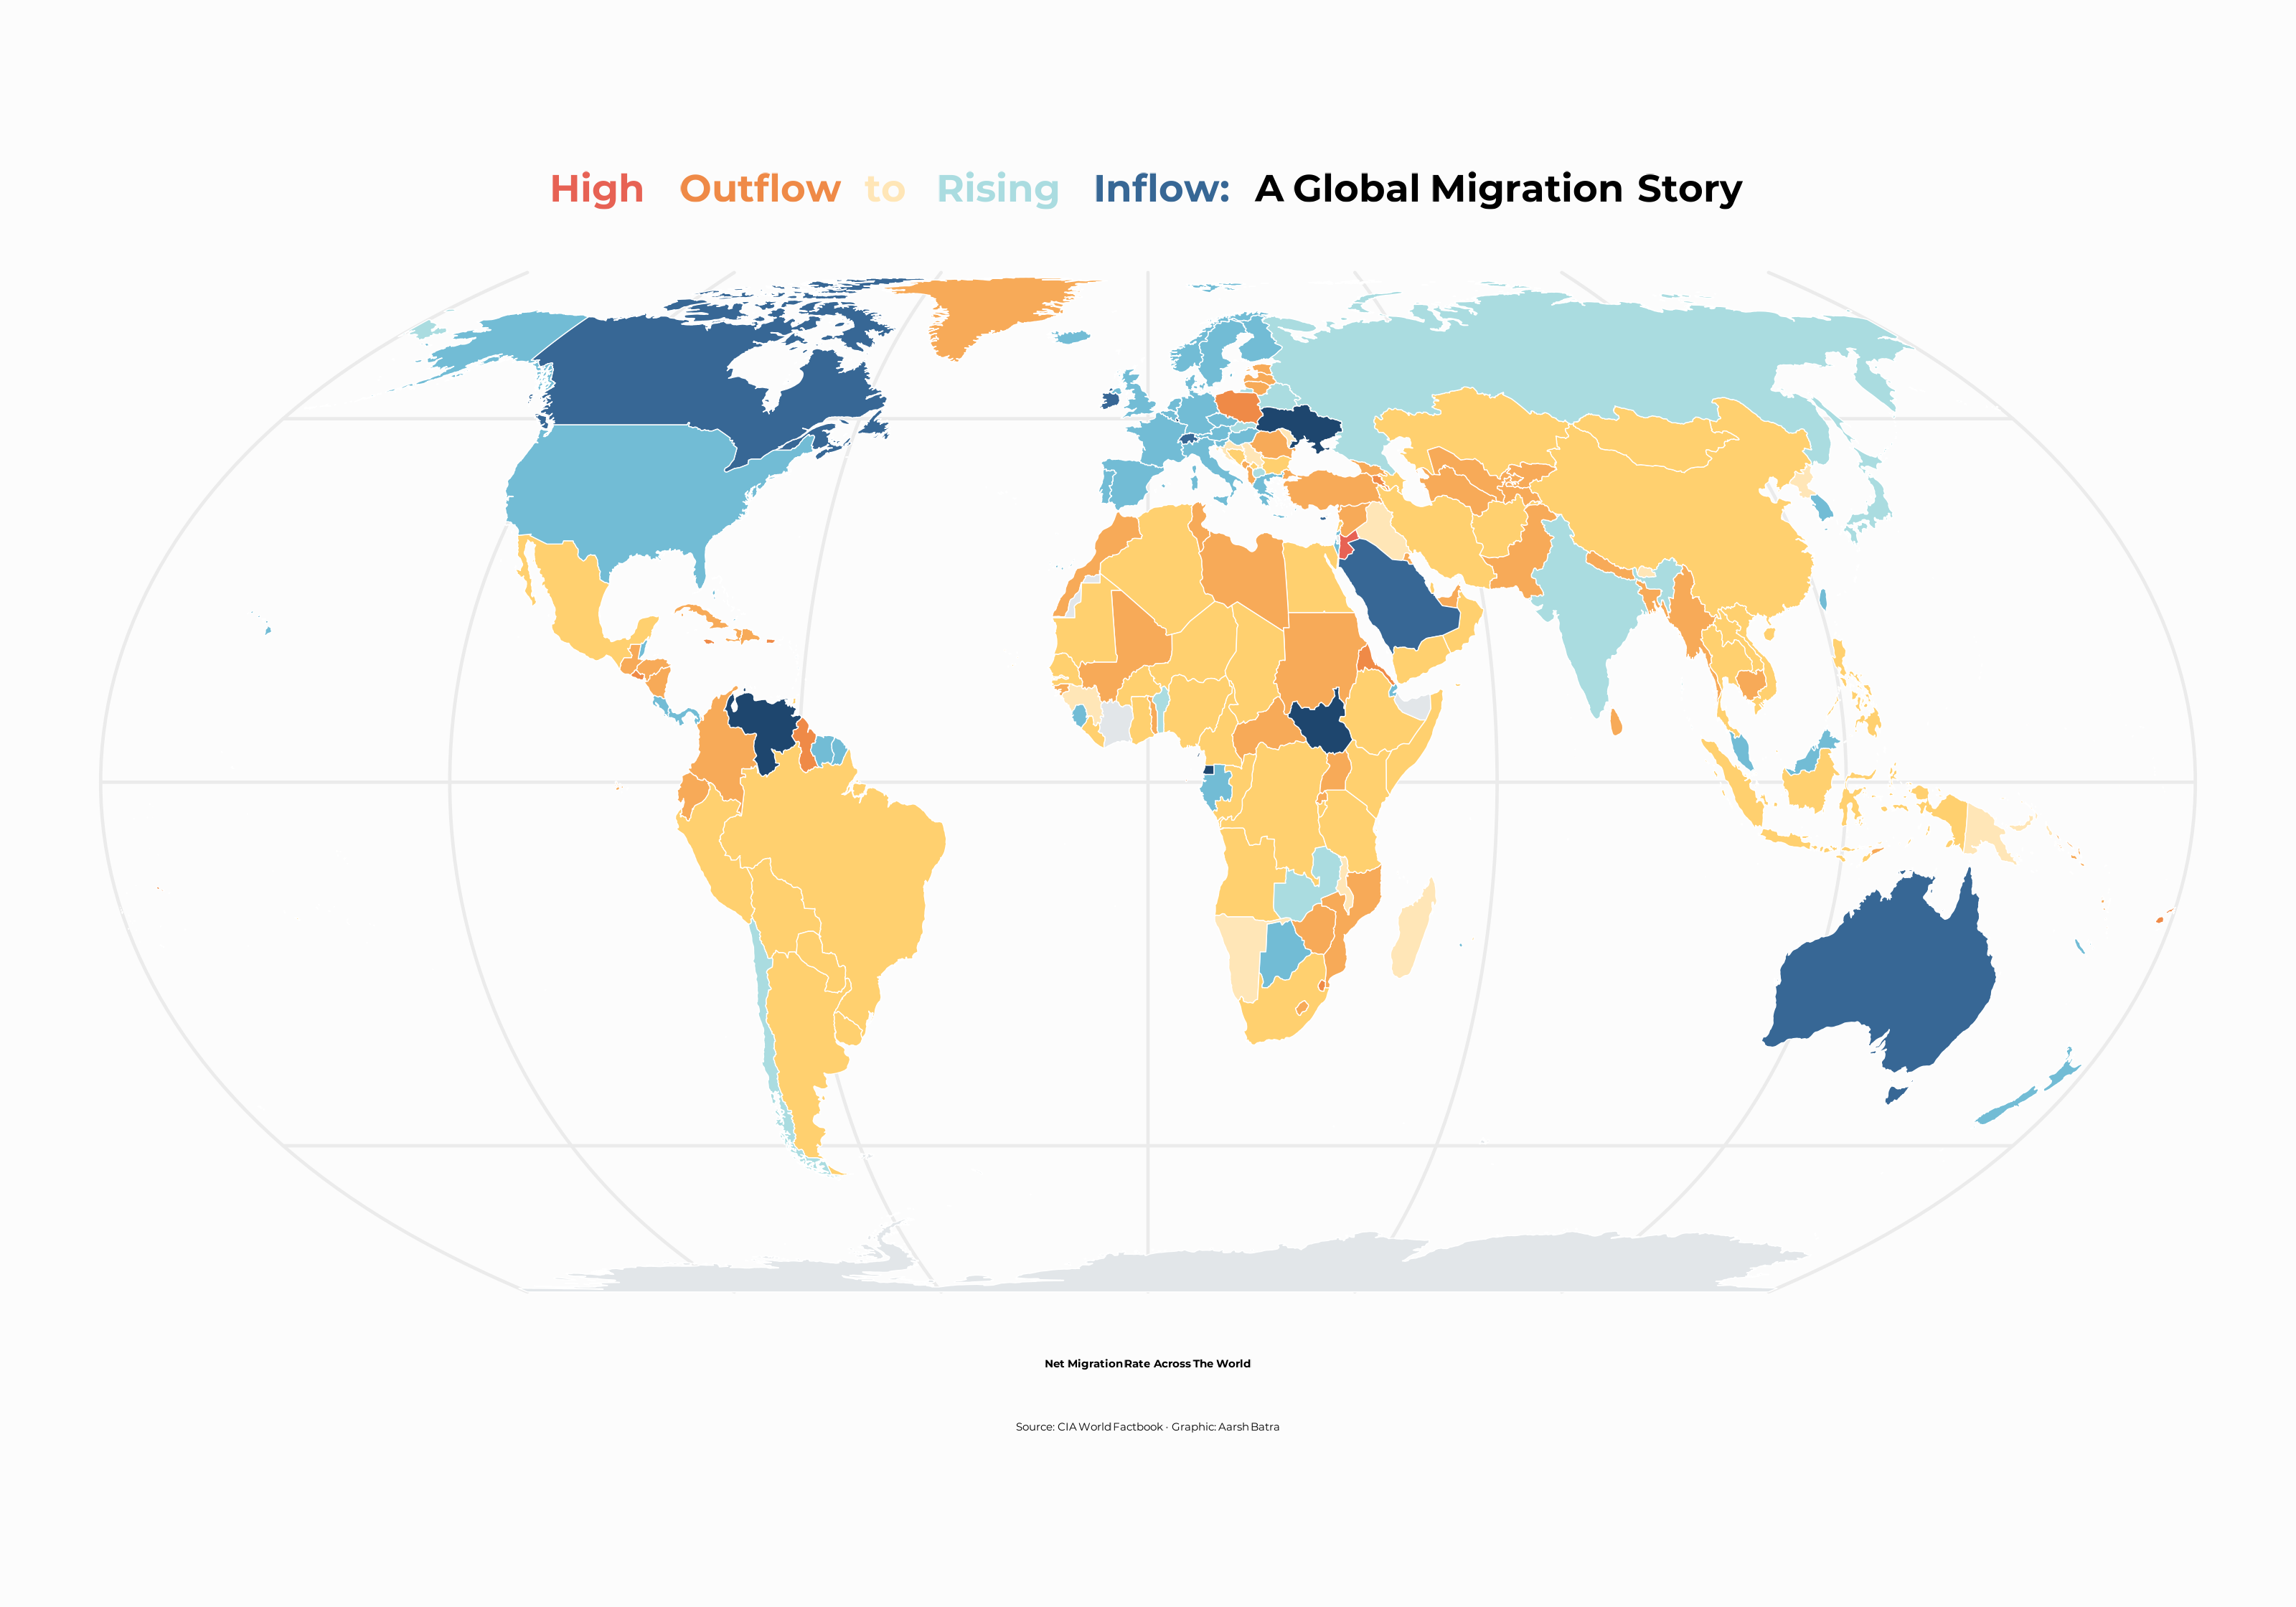 High Outflow to Rising Inflow: A Global Migration Story
Net Migration Rate Across The World
Source: CIA World Factbook · Graphic: Aarsh Batra